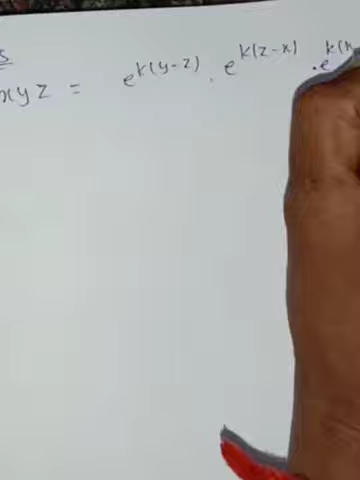 xyz = e^k(y-z) . e^k(z-x) . e^k(x